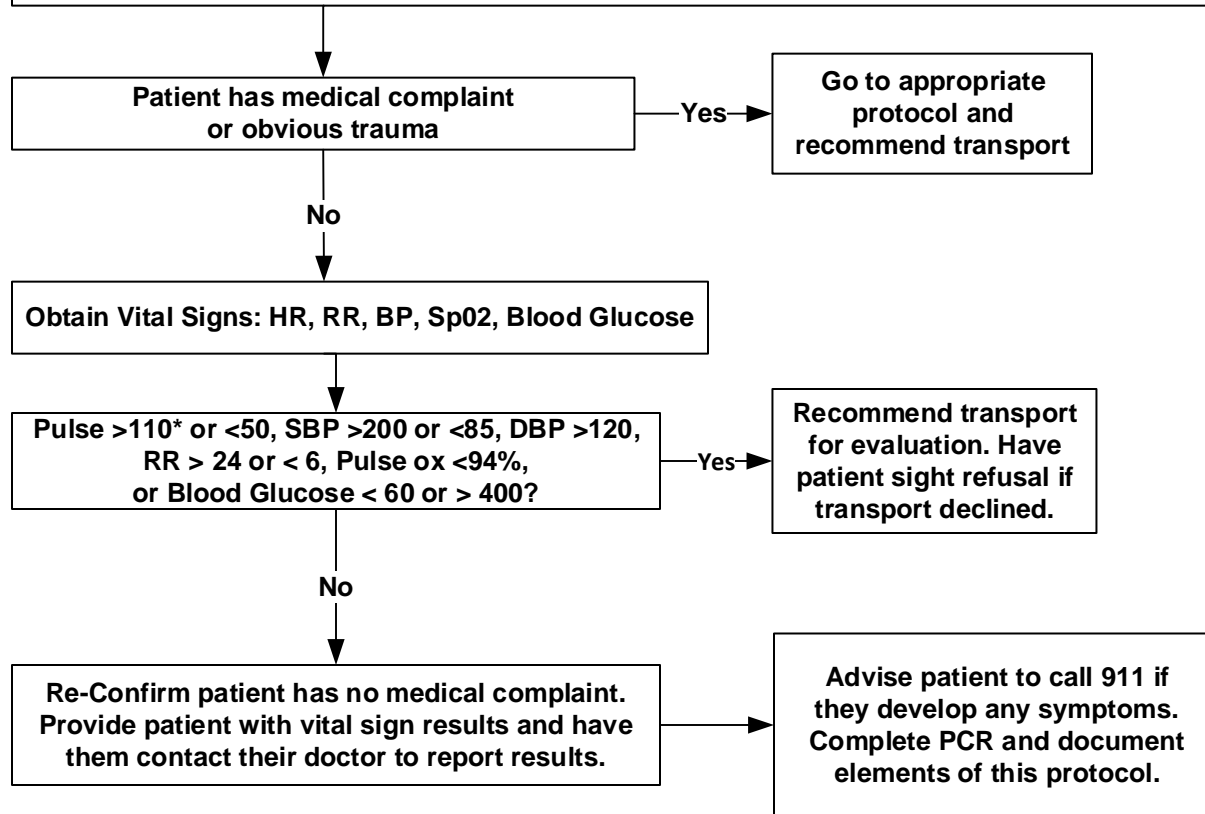 Patient has medical complaint
or obvious trauma
Yes
Go to appropriate
protocol and
recommend transport
No
Obtain Vital Signs: HR, RR, BP, Sp02, Blood Glucose
Pulse >110* or <50, SBP >200 or <85, DBP >120,
RR > 24 or < 6, Pulse ox <94%,
or Blood Glucose < 60 or > 400?
Yes
Recommend transport
for evaluation. Have
patient sight refusal if
transport declined.
No
Re-Confirm patient has no medical complaint.
Provide patient with vital sign results and have
them contact their doctor to report results.
Advise patient to call 911 if
they develop any symptoms.
Complete PCR and document
elements of this protocol.